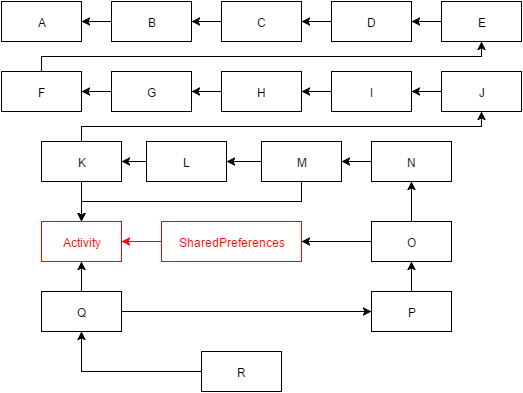 A B C D E
F G H I J
K L M N
Activity SharedPreferences O
Q P
R